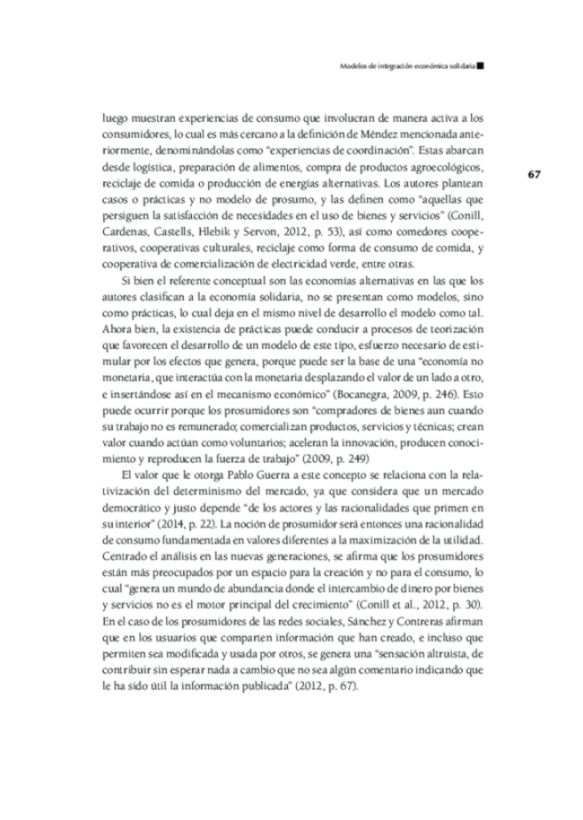 Modelos de integración económica solidaria
67
luego muestran experiencias de consumo que involucran de manera activa a los
consumidores, lo cual es más cercano a la definición de Méndez mencionada ante-
riormente, denominándolas como “experiencias de coordinación”. Estas abarcan
desde logística, preparación de alimentos, compra de productos agroecológicos,
reciclaje de comida o producción de energías alternativas. Los autores plantean
casos o prácticas y no modelo de prosumo, y las definen como “aquellas que
persiguen la satisfacción de necesidades en el uso de bienes y servicios” (Conill,
Cardenas, Castells, Hlebik y Servon, 2012, p. 53), así como comedores coope-
rativos, cooperativas culturales, reciclaje como forma de consumo de comida, y
cooperativa de comercialización de electricidad verde, entre otras.
Si bien el referente conceptual son las economías alternativas en las que los
autores clasifican a la economía solidaria, no se presentan como modelos, sino
como prácticas, lo cual deja en el mismo nivel de desarrollo el modelo como tal.
Ahora bien, la existencia de prácticas puede conducir a procesos de teorización
que favorecen el desarrollo de un modelo de este tipo, esfuerzo necesario de esti-
mular por los efectos que genera, porque puede ser la base de una “economía no
monetaria, que interactúa con la monetaria desplazando el valor de un lado a otro,
e insertándose así en el mecanismo económico” (Bocanegra, 2009, p. 246). Esto
puede ocurrir porque los prosumidores son “compradores de bienes aun cuando
su trabajo no es remunerado; comercializan productos, servicios y técnicas; crean
valor cuando actúan como voluntarios; aceleran la innovación, producen conoci-
miento y reproducen la fuerza de trabajo” (2009, p. 249)
El valor que le otorga Pablo Guerra a este concepto se relaciona con la rela-
tivización del determinismo del mercado, ya que considera que un mercado
democrático y justo depende “de los actores y las racionalidades que primen en
su interior” (2014, p. 22). La noción de prosumidor será entonces una racionalidad
de consumo fundamentada en valores diferentes a la maximización de la utilidad.
Centrado el análisis en las nuevas generaciones, se afirma que los prosumidores
están más preocupados por un espacio para la creación y no para el consumo, lo
cual “genera un mundo de abundancia donde el intercambio de dinero por bienes
y servicios no es el motor principal del crecimiento” (Conill et al., 2012, p. 30).
En el caso de los prosumidores de las redes sociales, Sánchez y Contreras afirman
que en los usuarios que comparten información que han creado, e incluso que
permiten sea modificada y usada por otros, se genera una “sensación altruista, de
contribuir sin esperar nada a cambio que no sea algún comentario indicando que
le ha sido útil la información publicada” (2012, p. 67).